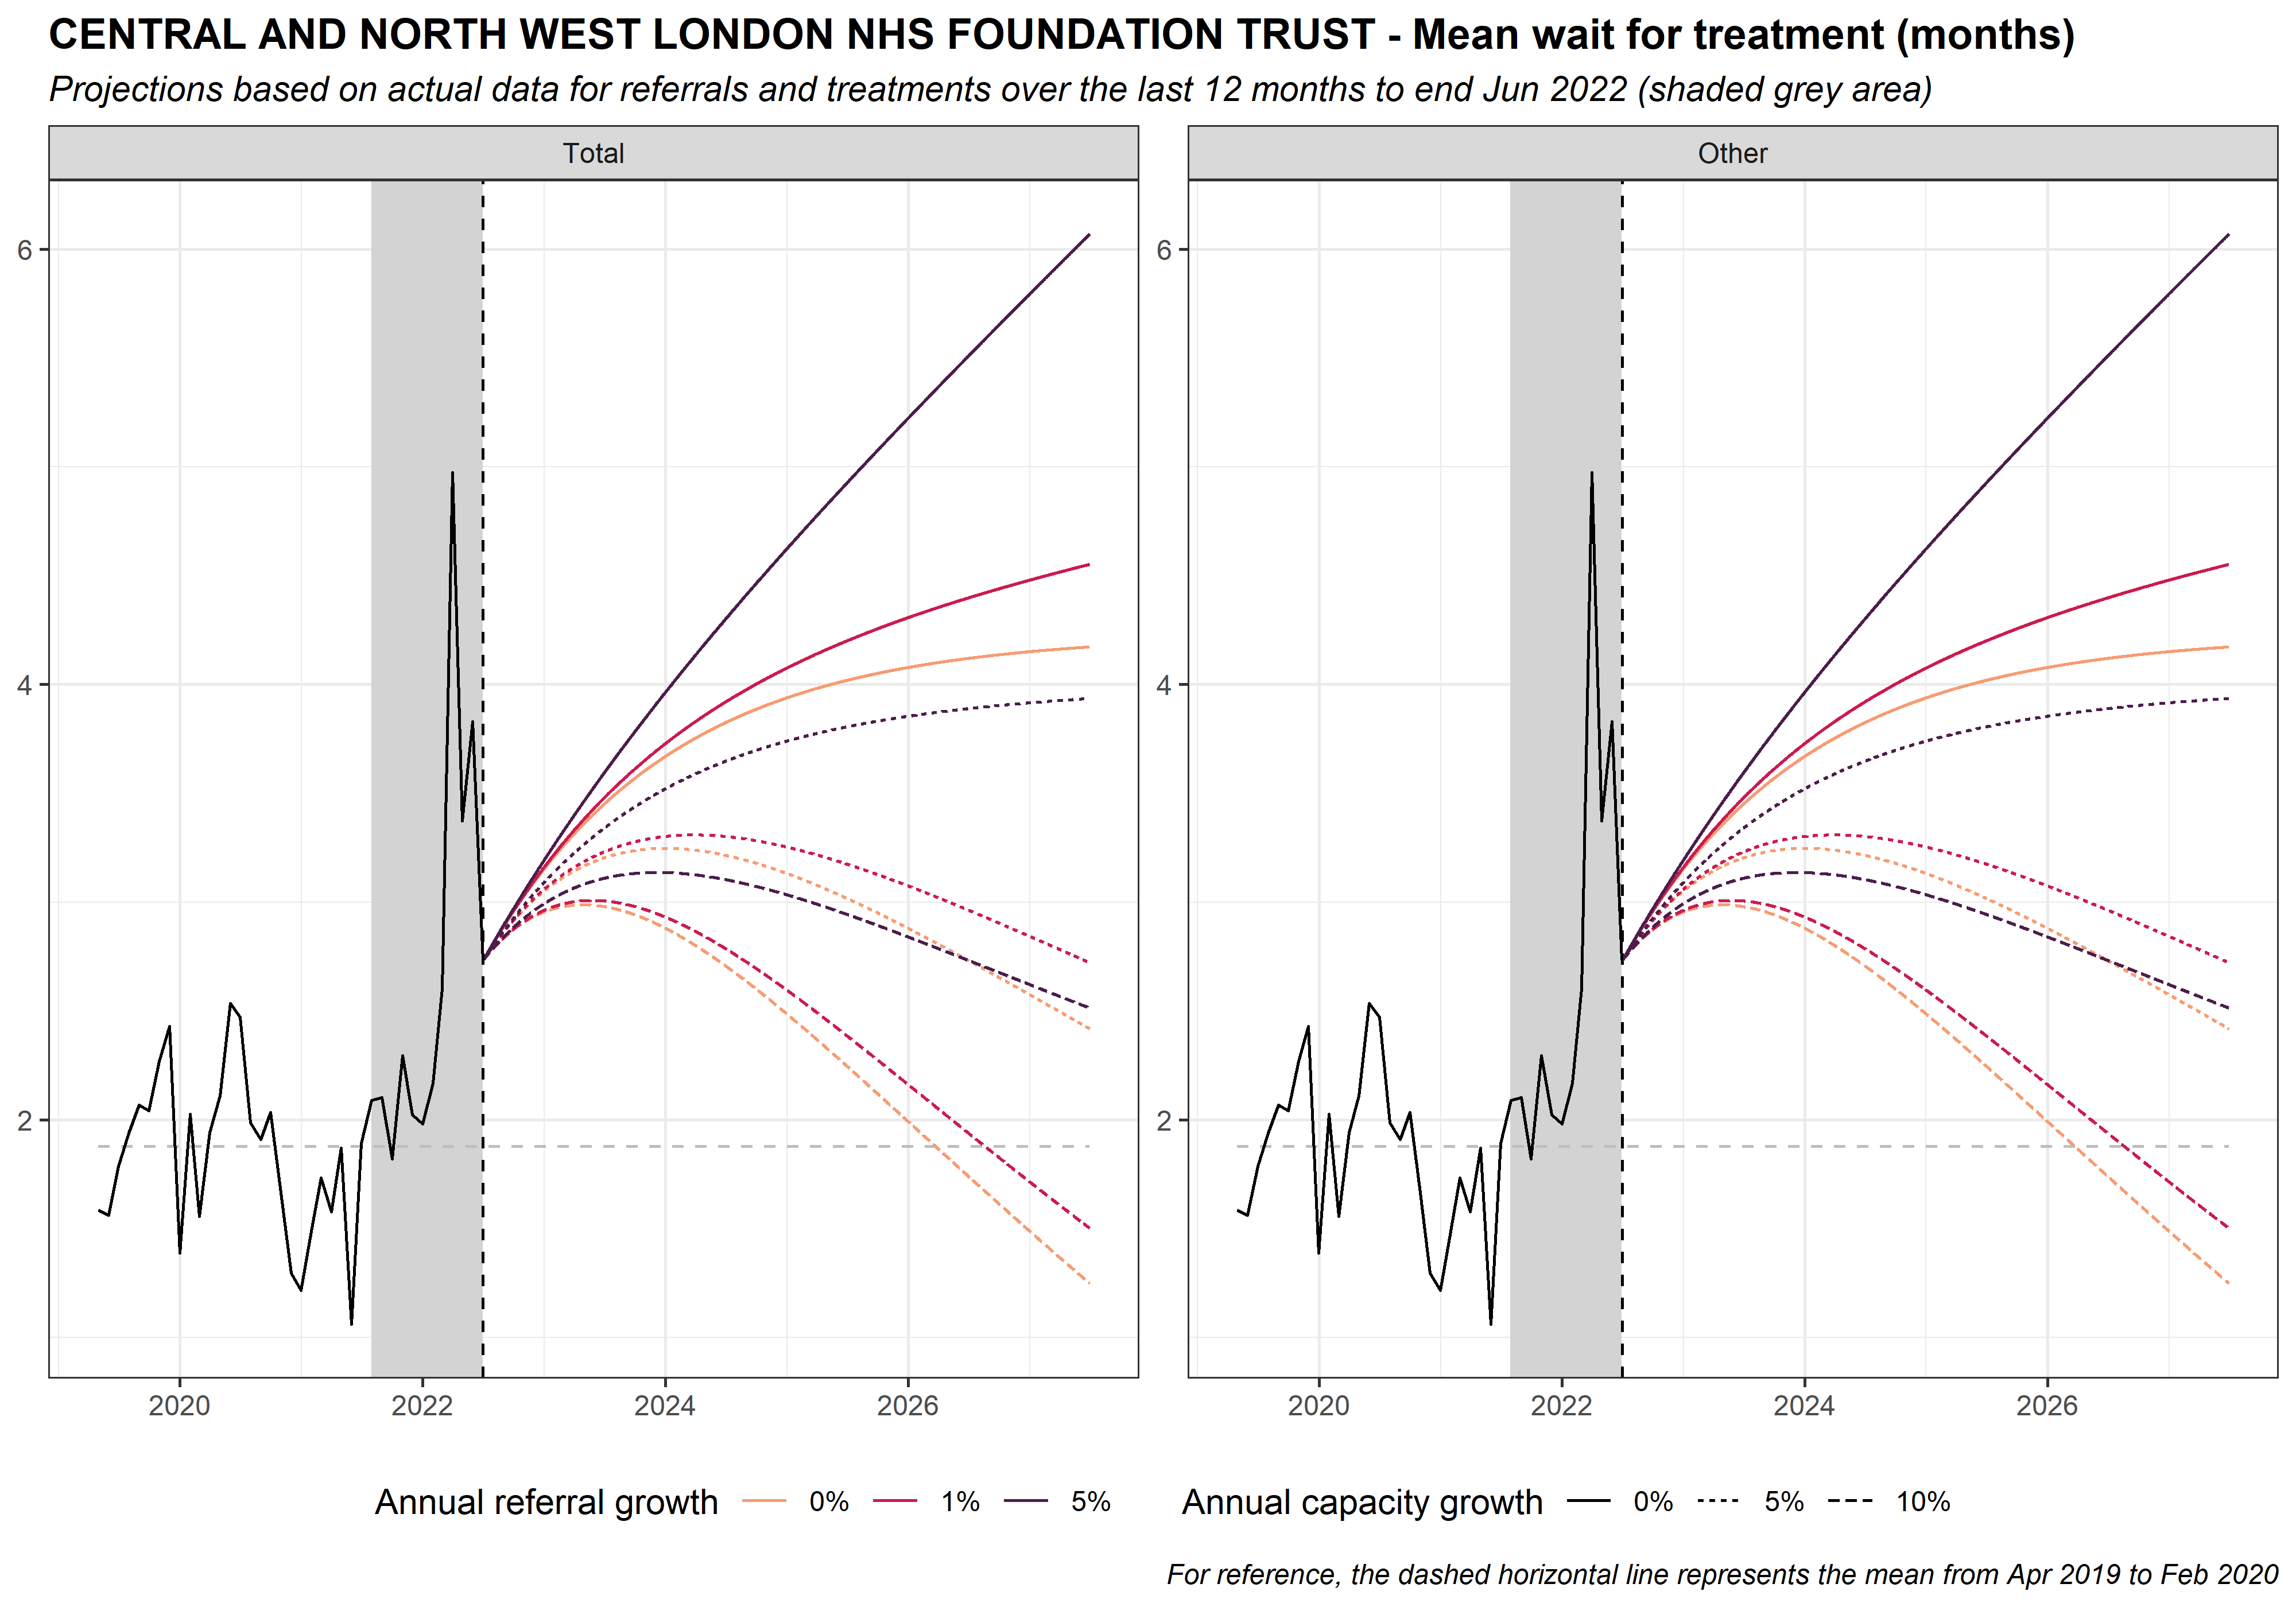 CENTRAL AND NORTH WEST LONDON NHS FOUNDATION TRUST - Mean wait for treatment (months)
Projections based on actual data for referrals and treatments over the last 12 months to end Jun 2022 (shaded grey area)
Total
Other
6
4
2
6
4
2
2020 2022 2024 2026
2020 2022 2024 2026
Annual referral growth 0% 1% 5%
Annual capacity growth 0% 5% 10%
For reference, the dashed horizontal line represents the mean from Apr 2019 to Feb 2020